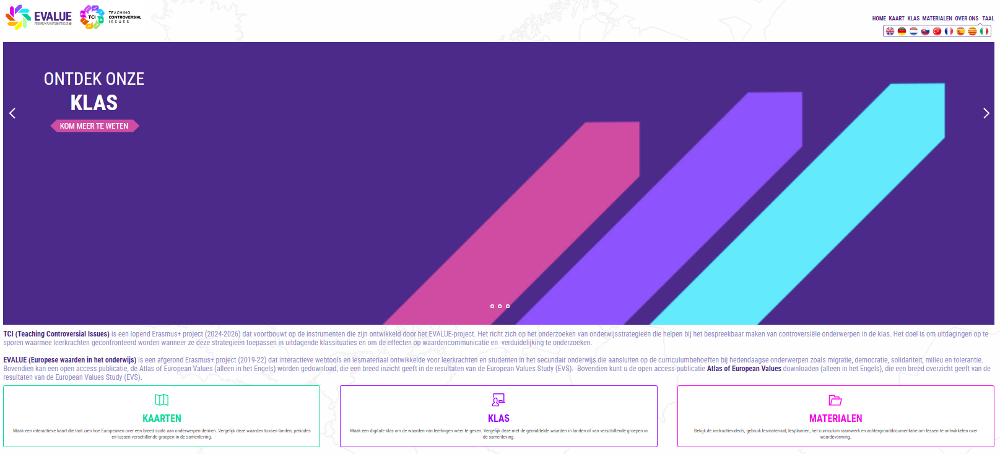 EVALUE
EUROPEAN VALUES IN EDUCATION
TCI
TEACHING
CONTROVERSIAL
ISSUES
HOME KAART KLAS MATERIALEN OVER ONS TAAL
ONTDEK ONZE
KLAS
KOM MEER TE WETEN
TCI (Teaching Controversial Issues) is een lopend Erasmus+ project (2024-2026) dat voortbouwt op de instrumenten die zijn ontwikkeld door het EVALUE-project. Het richt zich op het onderzoeken van onderwijsstrategieën die helpen bij het bespreekbaar maken van controversiële onderwerpen in de klas. Het doel is om uitdagingen op te
sporen waarmee leerkrachten geconfronteerd worden wanneer ze deze strategieën toepassen in uitdagende klassituaties en om de effecten op waardencommunicatie en -verduidelijking te onderzoeken.
EVALUE (Europese waarden in het onderwijs) is een afgerond Erasmus+ project (2019-22) dat interactieve webtools en lesmateriaal ontwikkelde voor leerkrachten en studenten in het secundair onderwijs die aansluiten op de curriculumbehoeften bij hedendaagse onderwerpen zoals migratie, democratie, solidariteit, milieu en tolerantie.
Bovendien kan een open access publicatie, de Atlas of European Values (alleen in het Engels) worden gedownload, die een breed inzicht geeft in de resultaten van de European Values Study (EVS). Bovendien kunt u de open access-publicatie Atlas of European Values downloaden (alleen in het Engels), die een breed overzicht geeft van de
resultaten van de European Values Study (EVS).
KAARTEN
Maak een interactieve kaart die laat zien hoe Europeanen over een breed scala aan onderwerpen denken. Vergelijk deze waarden tussen landen, periodes
en tussen verschillende groepen in de samenleving.
KLAS
Maak een digitale klas om de waarden van leerlingen weer te geven. Vergelijk deze met de gemiddelde waarden in landen of van verschillende groepen in
de samenleving.
MATERIALEN
Bekijk de instructievideo's, gebruik lesmateriaal, lesplannen, het curriculum raamwerk en achtergronddocumentatie om lessen te ontwikkelen over
waardevorming.